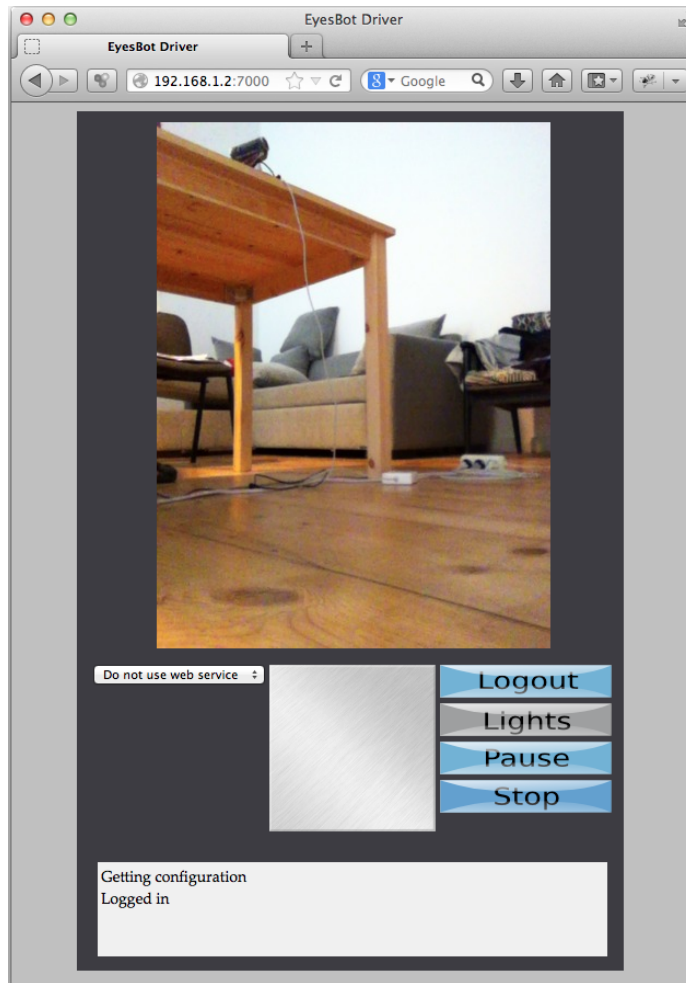 EyesBot Driver
EyesBot Driver
192.168.1.2:7000
Google
Do not use web service
Logout
Lights
Pause
Stop
Getting configuration
Logged in